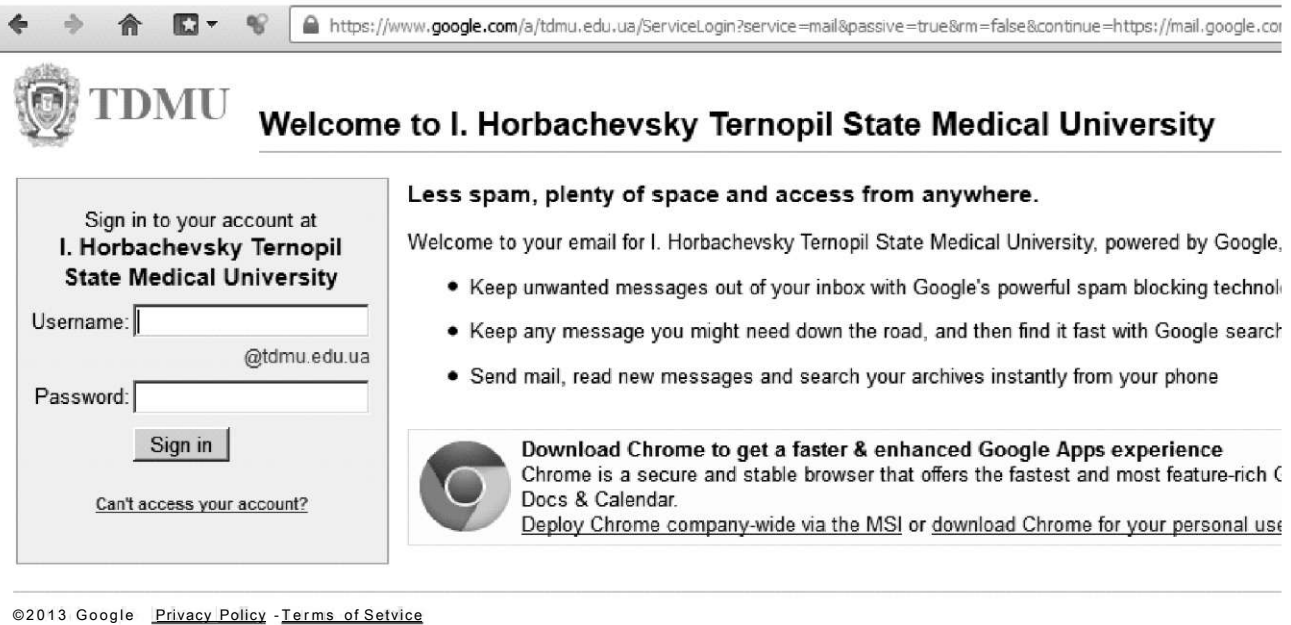 https://www.google.com/a/tdmu.edu.ua/ServiceLogin?service=mail&passive=true&rm=false&continue=https://mail.google.com
TDMU
Welcome to I. Horbachevsky Ternopil State Medical University
Sign in to your account at
I. Horbachevsky Ternopil
State Medical University
Username:
@tdmu.edu.ua
Password:
Sign in
Can't access your account?
Less spam, plenty of space and access from anywhere.
Welcome to your email for I. Horbachevsky Ternopil State Medical University, powered by Google,
• Keep unwanted messages out of your inbox with Google's powerful spam blocking technol
• Keep any message you might need down the road, and then find it fast with Google search
• Send mail, read new messages and search your archives instantly from your phone
Download Chrome to get a faster & enhanced Google Apps experience
Chrome is a secure and stable browser that offers the fastest and most feature-rich
Docs & Calendar.
Deploy Chrome company-wide via the MSI or download Chrome for your personal use
©2013 Google Privacy Policy - Terms of Setvice